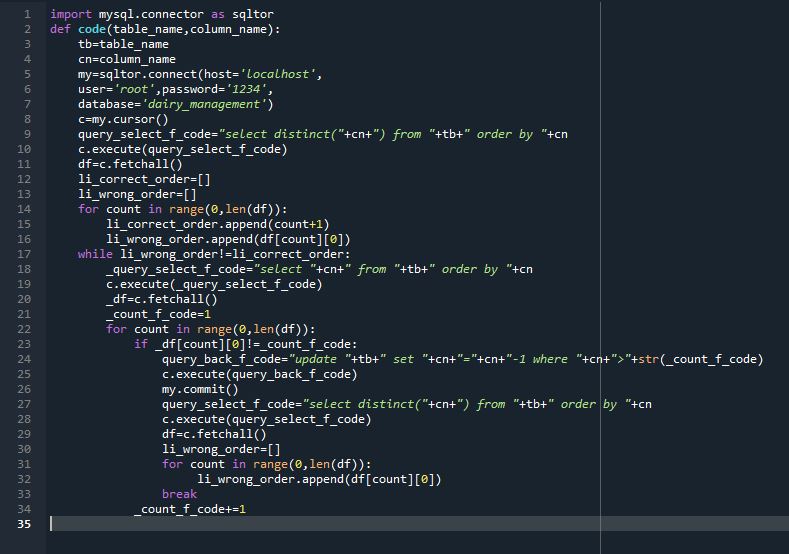 1 import mysql.connector as sqltor
2 def code(table_name,column_name):
3     tb=table_name
4     cn=column_name
5     my=sqltor.connect(host='localhost',
6     user='root',password='1234',
7     database='dairy_management')
8     c=my.cursor()
9     query_select_f_code="select distinct("+cn+") from "+tb+" order by "+cn
10     c.execute(query_select_f_code)
11     df=c.fetchall()
12     li_correct_order=[]
13     li_wrong_order=[]
14     for count in range(0,len(df)):
15         li_correct_order.append(count+1)
16         li_wrong_order.append(df[count][0])
17     while li_wrong_order!=li_correct_order:
18         _query_select_f_code="select "+cn+" from "+tb+" order by "+cn
19         c.execute(_query_select_f_code)
20         _df=c.fetchall()
21         _count_f_code=1
22         for count in range(0,len(df)):
23             if _df[count][0]!=_count_f_code:
24                 query_back_f_code="update "+tb+" set "+cn+"="+cn+"-1 where "+cn+">"+str(_count_f_code)
25                 c.execute(query_back_f_code)
26                 my.commit()
27                 query_select_f_code="select distinct("+cn+") from "+tb+" order by "+cn
28                 c.execute(query_select_f_code)
29                 df=c.fetchall()
30                 li_wrong_order=[]
31                 for count in range(0,len(df)):
32                     li_wrong_order.append(df[count][0])
33                 break
34             _count_f_code+=1
35